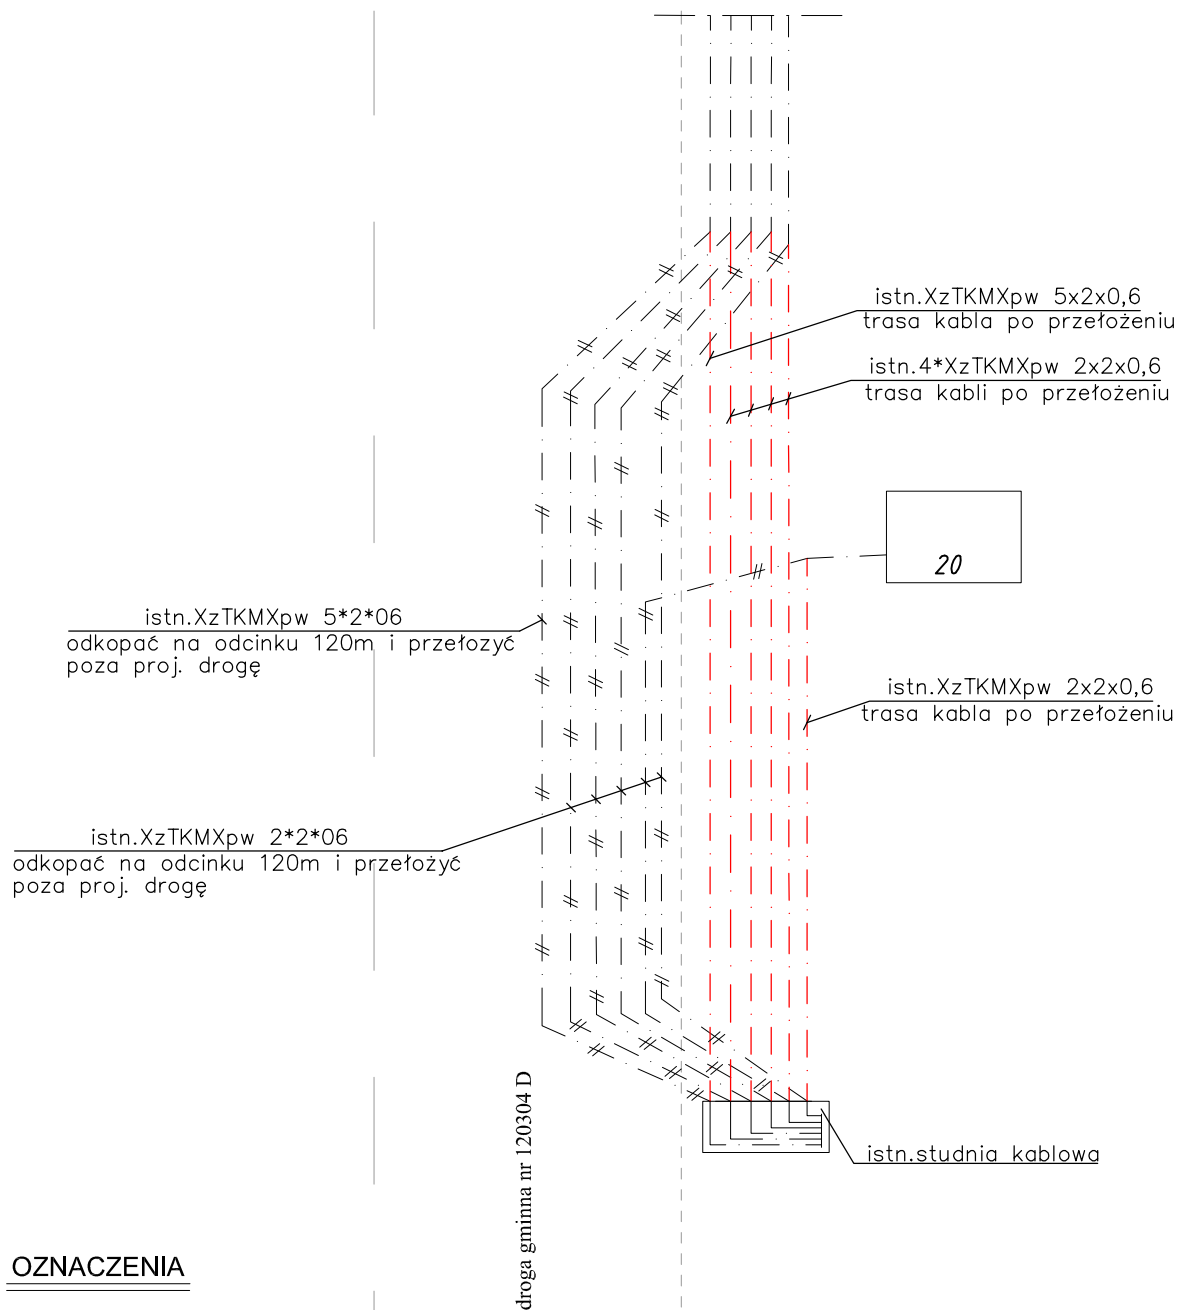 istn.XzTKMXpw 5x2x0,6
trasa kabla po przełożeniu
istn.4*XzTKMXpw 2x2x0,6
trasa kabli po przełożeniu
20
istn.XzTKMXpw 5*2*06
odkopać na odcinku 120m i przełozyć
poza proj. drogę
istn.XzTKMXpw 2x2x0,6
trasa kabla po przełożeniu
istn.XzTKMXpw 2*2*06
odkopać na odcinku 120m i przełożyć
poza proj. drogę
droga gminna nr 120304 D
istn.studnia kablowa
OZNACZENIA